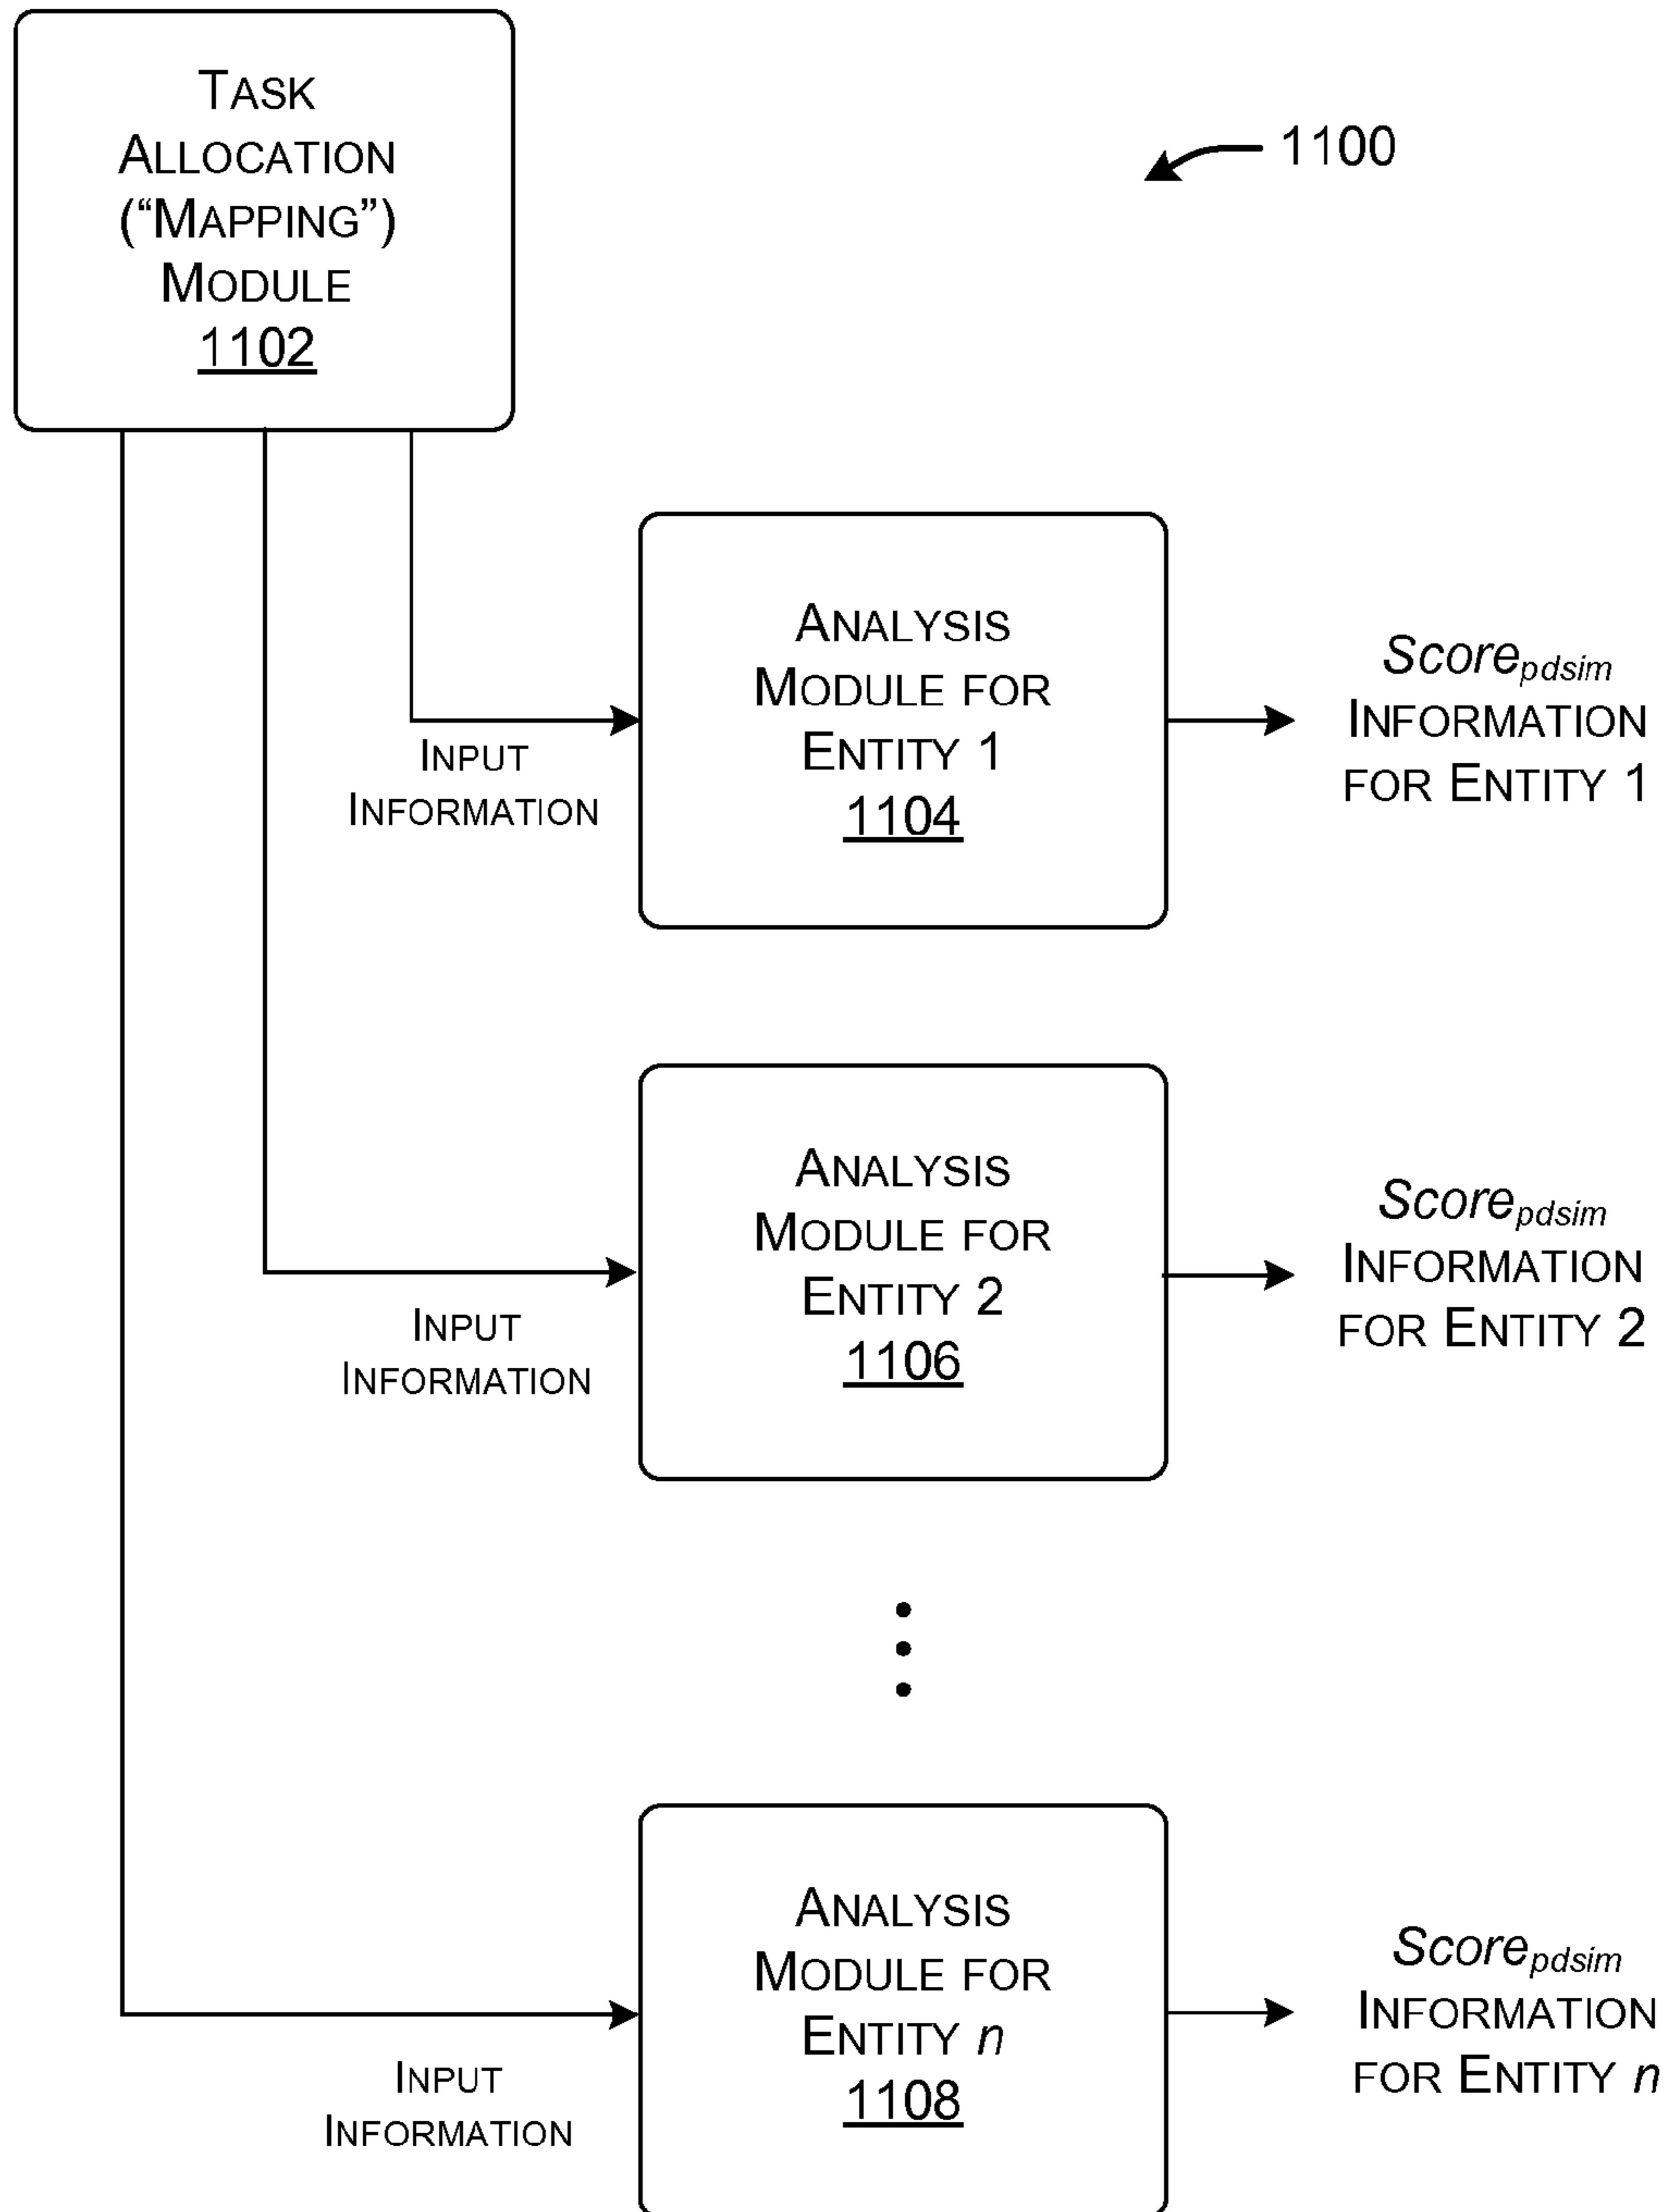 TASK
ALLOCATION
(“MAPPING”)
MODULE
1102
1100
ANALYSIS
MODULE FOR
ENTITY 1
1104
INPUT
INFORMATION
Scorepdsim
INFORMATION
FOR ENTITY 1
ANALYSIS
MODULE FOR
ENTITY 2
1106
INPUT
INFORMATION
Scorepdsim
INFORMATION
FOR ENTITY 2
ANALYSIS
MODULE FOR
ENTITY n
1108
INPUT
INFORMATION
Scorepdsim
INFORMATION
FOR ENTITY n